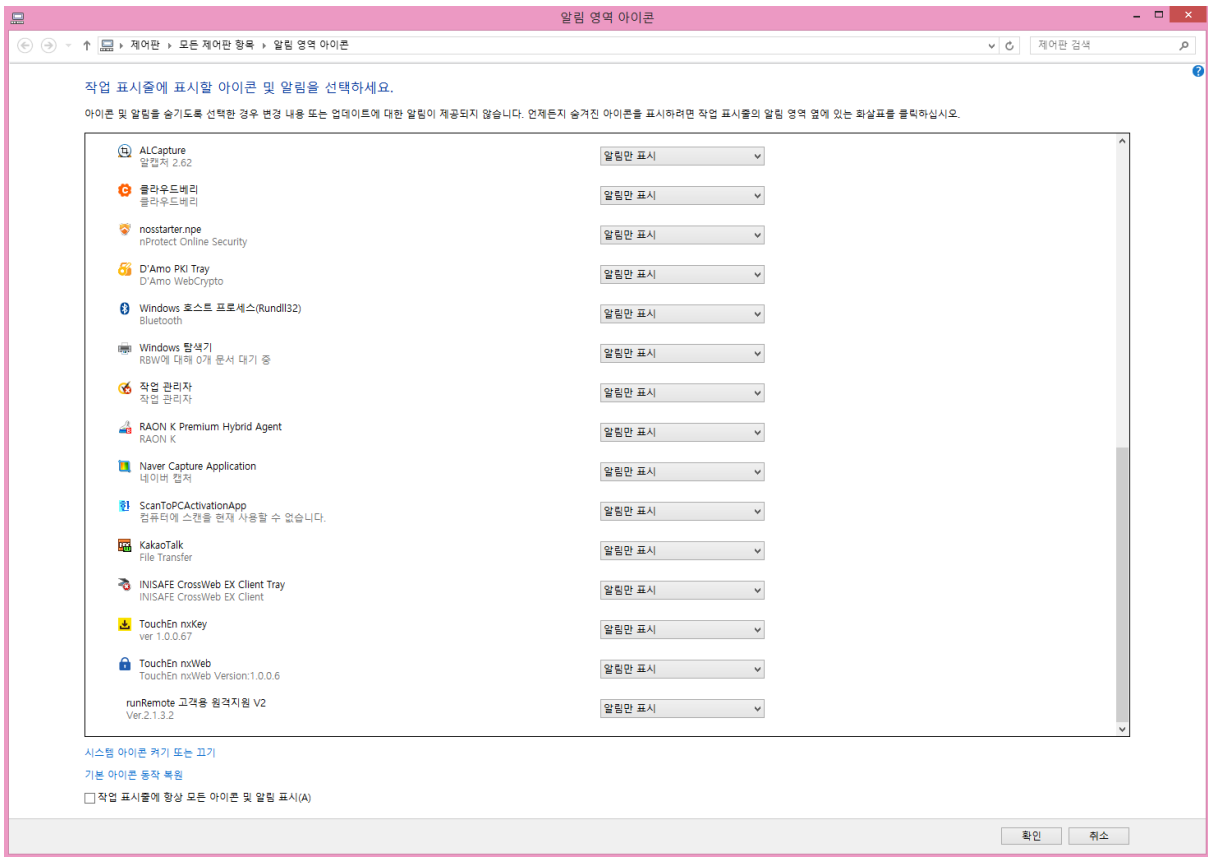 알림 영역 아이콘
제어판 ▸ 모든 제어판 항목 ▸ 알림 영역 아이콘
제어판 검색
작업 표시줄에 표시할 아이콘 및 알림을 선택하세요.
아이콘 및 알림을 숨기도록 선택한 경우 변경 내용 또는 업데이트에 대한 알림이 제공되지 않습니다. 언제든지 숨겨진 아이콘을 표시하려면 작업 표시줄의 알림 영역 옆에 있는 화살표를 클릭하십시오.
ALCapture
알캡처 2.62
알림만 표시
클라우드베리
클라우드베리
알림만 표시
nosstarter.npe
nProtect Online Security
알림만 표시
D'Amo PKI Tray
D'Amo WebCrypto
알림만 표시
Windows 호스트 프로세스(Rundll32)
Bluetooth
알림만 표시
Windows 탐색기
RBW에 대해 0개 문서 대기 중
알림만 표시
작업 관리자
작업 관리자
알림만 표시
RAON K Premium Hybrid Agent
RAON K
알림만 표시
Naver Capture Application
네이버 캡처
알림만 표시
ScanToPCActivationApp
컴퓨터에 스캔을 현재 사용할 수 없습니다.
알림만 표시
KakaoTalk
File Transfer
알림만 표시
INISAFE CrossWeb EX Client Tray
INISAFE CrossWeb EX Client
알림만 표시
TouchEn nxKey
ver 1.0.0.67
알림만 표시
TouchEn nxWeb
TouchEn nxWeb Version:1.0.0.6
알림만 표시
runRemote 고객용 원격지원 V2
Ver.2.1.3.2
알림만 표시
시스템 아이콘 켜기 또는 끄기
기본 아이콘 동작 복원
작업 표시줄에 항상 모든 아이콘 및 알림 표시(A)
확인
취소